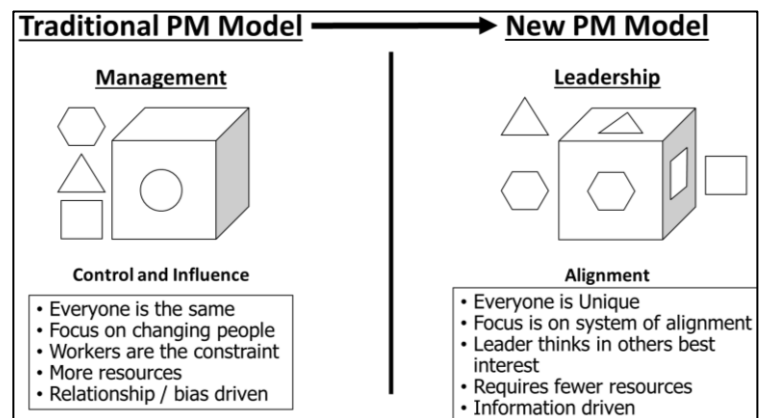 Traditional PM Model
New PM Model
Management
Control and Influence
• Everyone is the same
• Focus on changing people
• Workers are the constraint
• More resources
• Relationship / bias driven
Leadership
Alignment
• Everyone is Unique
• Focus is on system of alignment
• Leader thinks in others best
interest
• Requires fewer resources
• Information driven